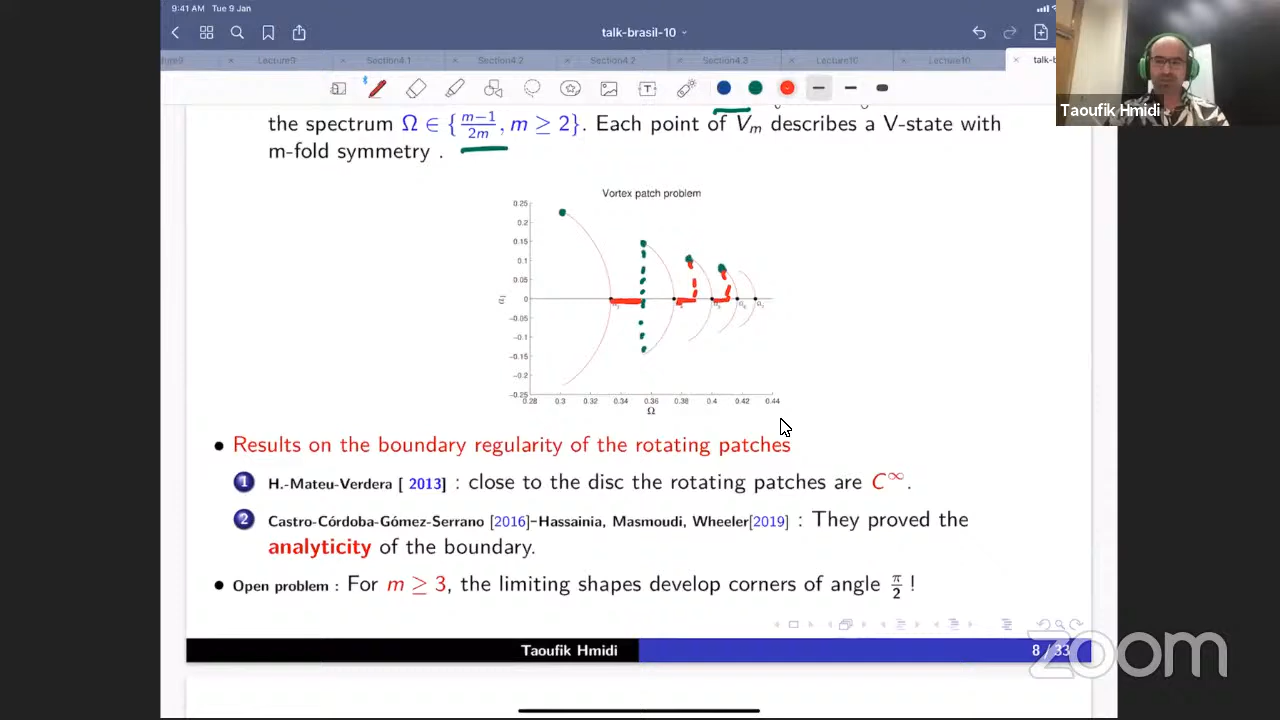 9:41 AM Tue 9 Jan
talk-brasil-10
Lecture9 Section4.1 Section4.2 Section4.2 Section4.3 Lecture10 Lecture10 talk-b
Taoufik Hmidi
the spectrum Ω ∈ { m−1/2m , m ≥ 2}. Each point of Vm describes a V-state with
m-fold symmetry .
Vortex patch problem
0.25
0.2
0.15
0.1
0.05
0
−0.05
−0.1
−0.15
−0.2
−0.25
a₁
0.28 0.3 0.32 0.34 0.36 0.38 0.4 0.42 0.44
Ω
• Results on the boundary regularity of the rotating patches
1 H.-Mateu-Verdera [ 2013] : close to the disc the rotating patches are C∞.
2 Castro-Córdoba-Gómez-Serrano [2016]–Hassainia, Masmoudi, Wheeler[2019] : They proved the
analyticity of the boundary.
• Open problem : For m ≥ 3, the limiting shapes develop corners of angle π/2 !
Taoufik Hmidi 8 / 33
zoom